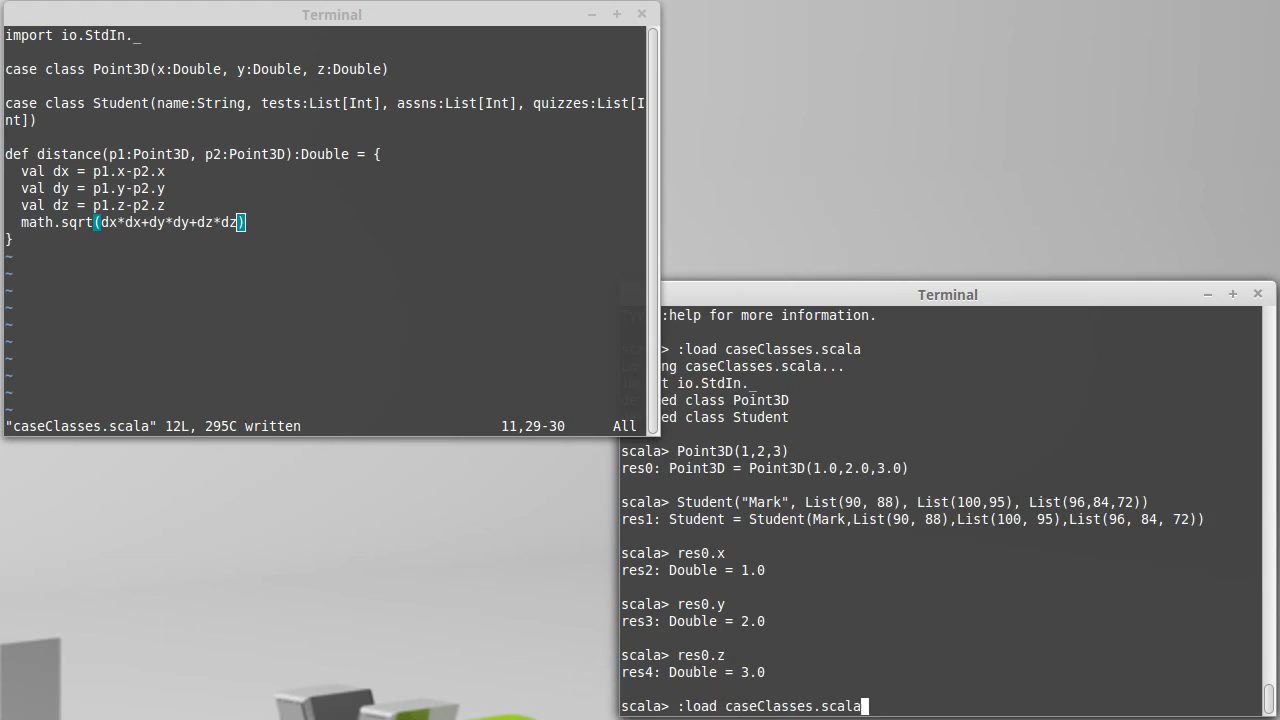 Terminal
import io.StdIn._
case class Point3D(x:Double, y:Double, z:Double)
case class Student(name:String, tests:List[Int], assns:List[Int], quizzes:List[I
nt])
def distance(p1:Point3D, p2:Point3D):Double = {
  val dx = p1.x-p2.x
  val dy = p1.y-p2.y
  val dz = p1.z-p2.z
  math.sqrt(dx*dx+dy*dy+dz*dz)
}
~
~
~
~
~
~
~
~
~
~
"caseClasses.scala" 12L, 295C written 11,29-30 All
Terminal
:help for more information.
> :load caseClasses.scala
ng caseClasses.scala...
t io.StdIn._
ed class Point3D
ed class Student
scala> Point3D(1,2,3)
res0: Point3D = Point3D(1.0,2.0,3.0)
scala> Student("Mark", List(90, 88), List(100,95), List(96,84,72))
res1: Student = Student(Mark,List(90, 88),List(100, 95),List(96, 84, 72))
scala> res0.x
res2: Double = 1.0
scala> res0.y
res3: Double = 2.0
scala> res0.z
res4: Double = 3.0
scala> :load caseClasses.scala